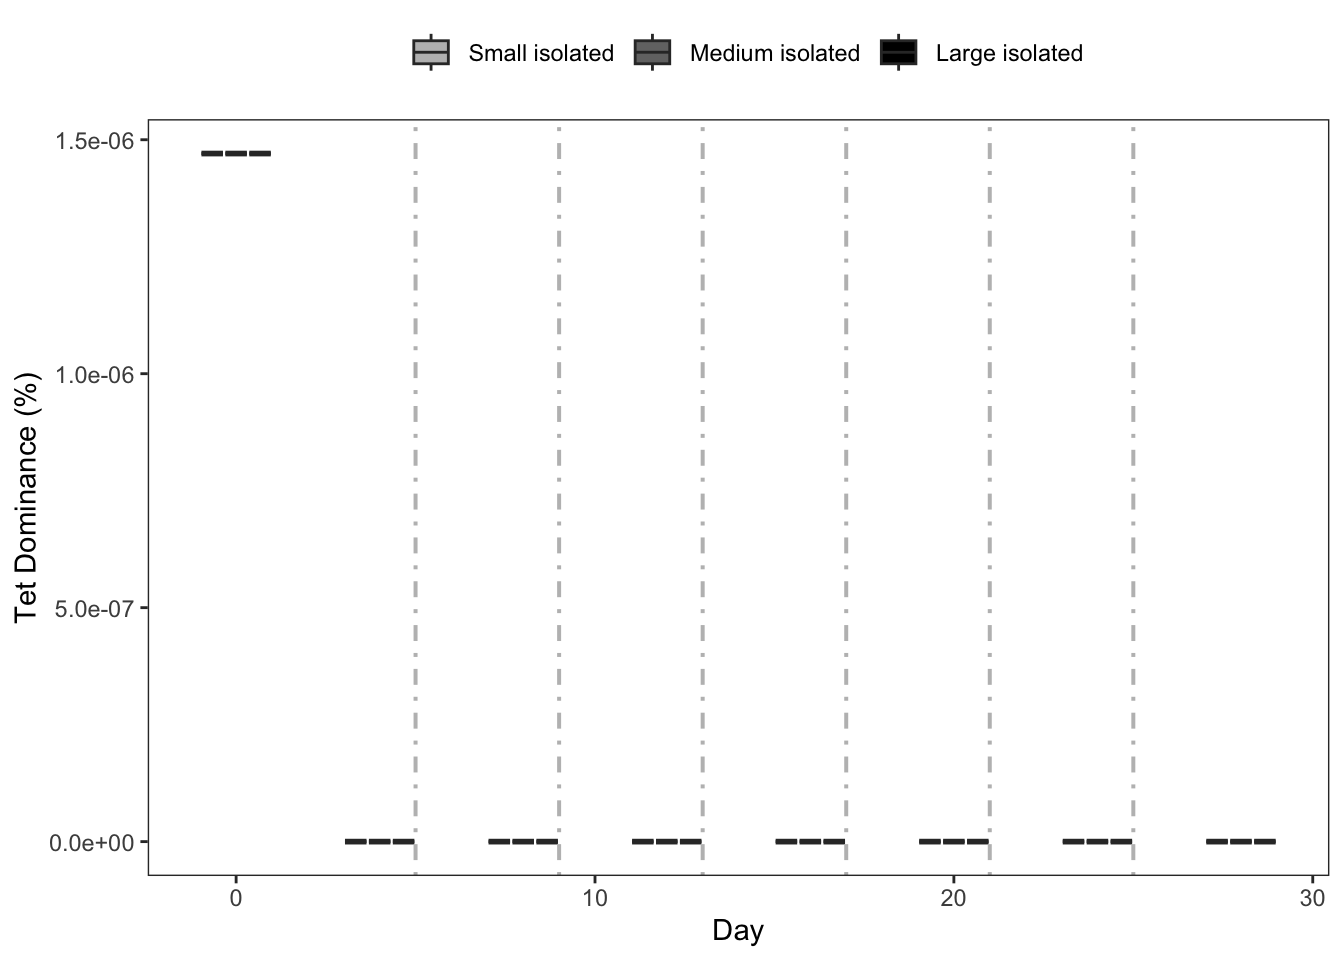 Small isolated Medium isolated Large isolated
1.5e-06
1.0e-06
5.0e-07
0.0e+00
Tet Dominance (%)
0 10 20 30
Day